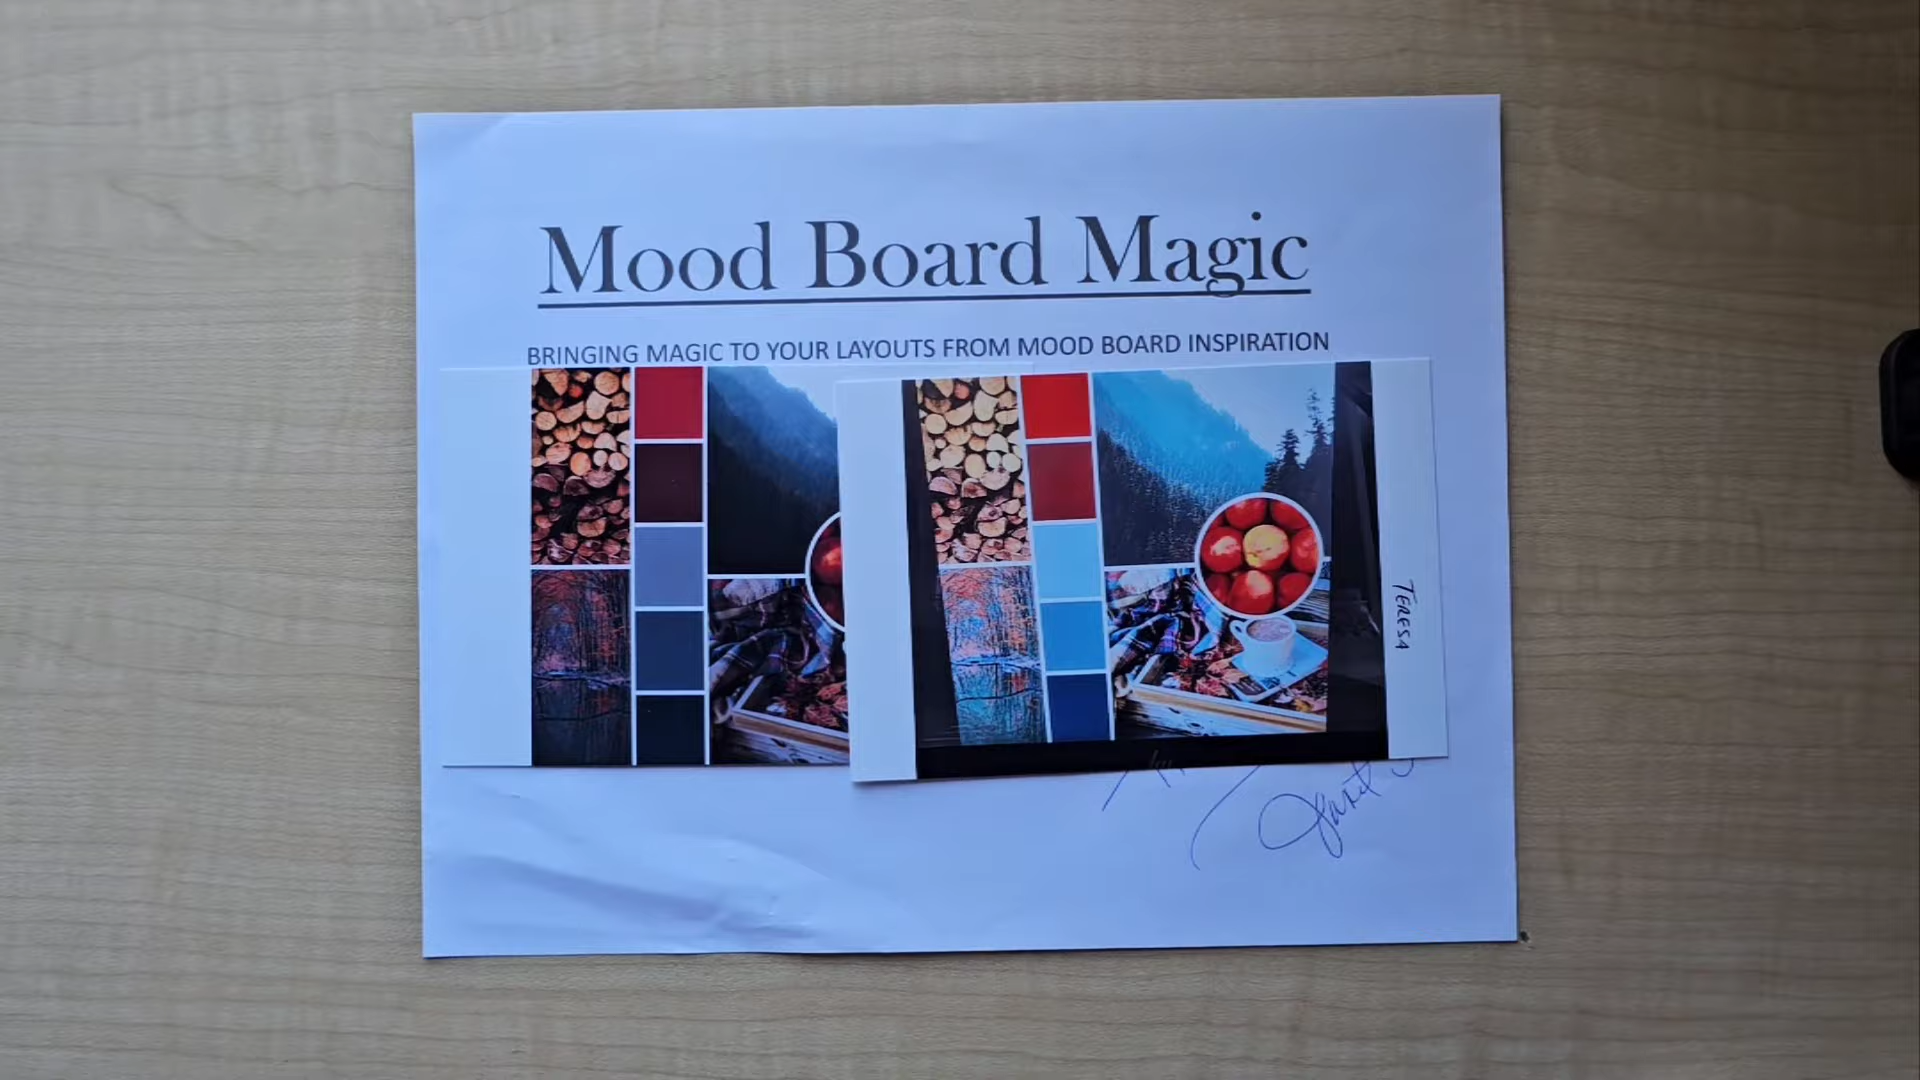 Mood Board Magic
BRINGING MAGIC TO YOUR LAYOUTS FROM MOOD BOARD INSPIRATION
TERESA